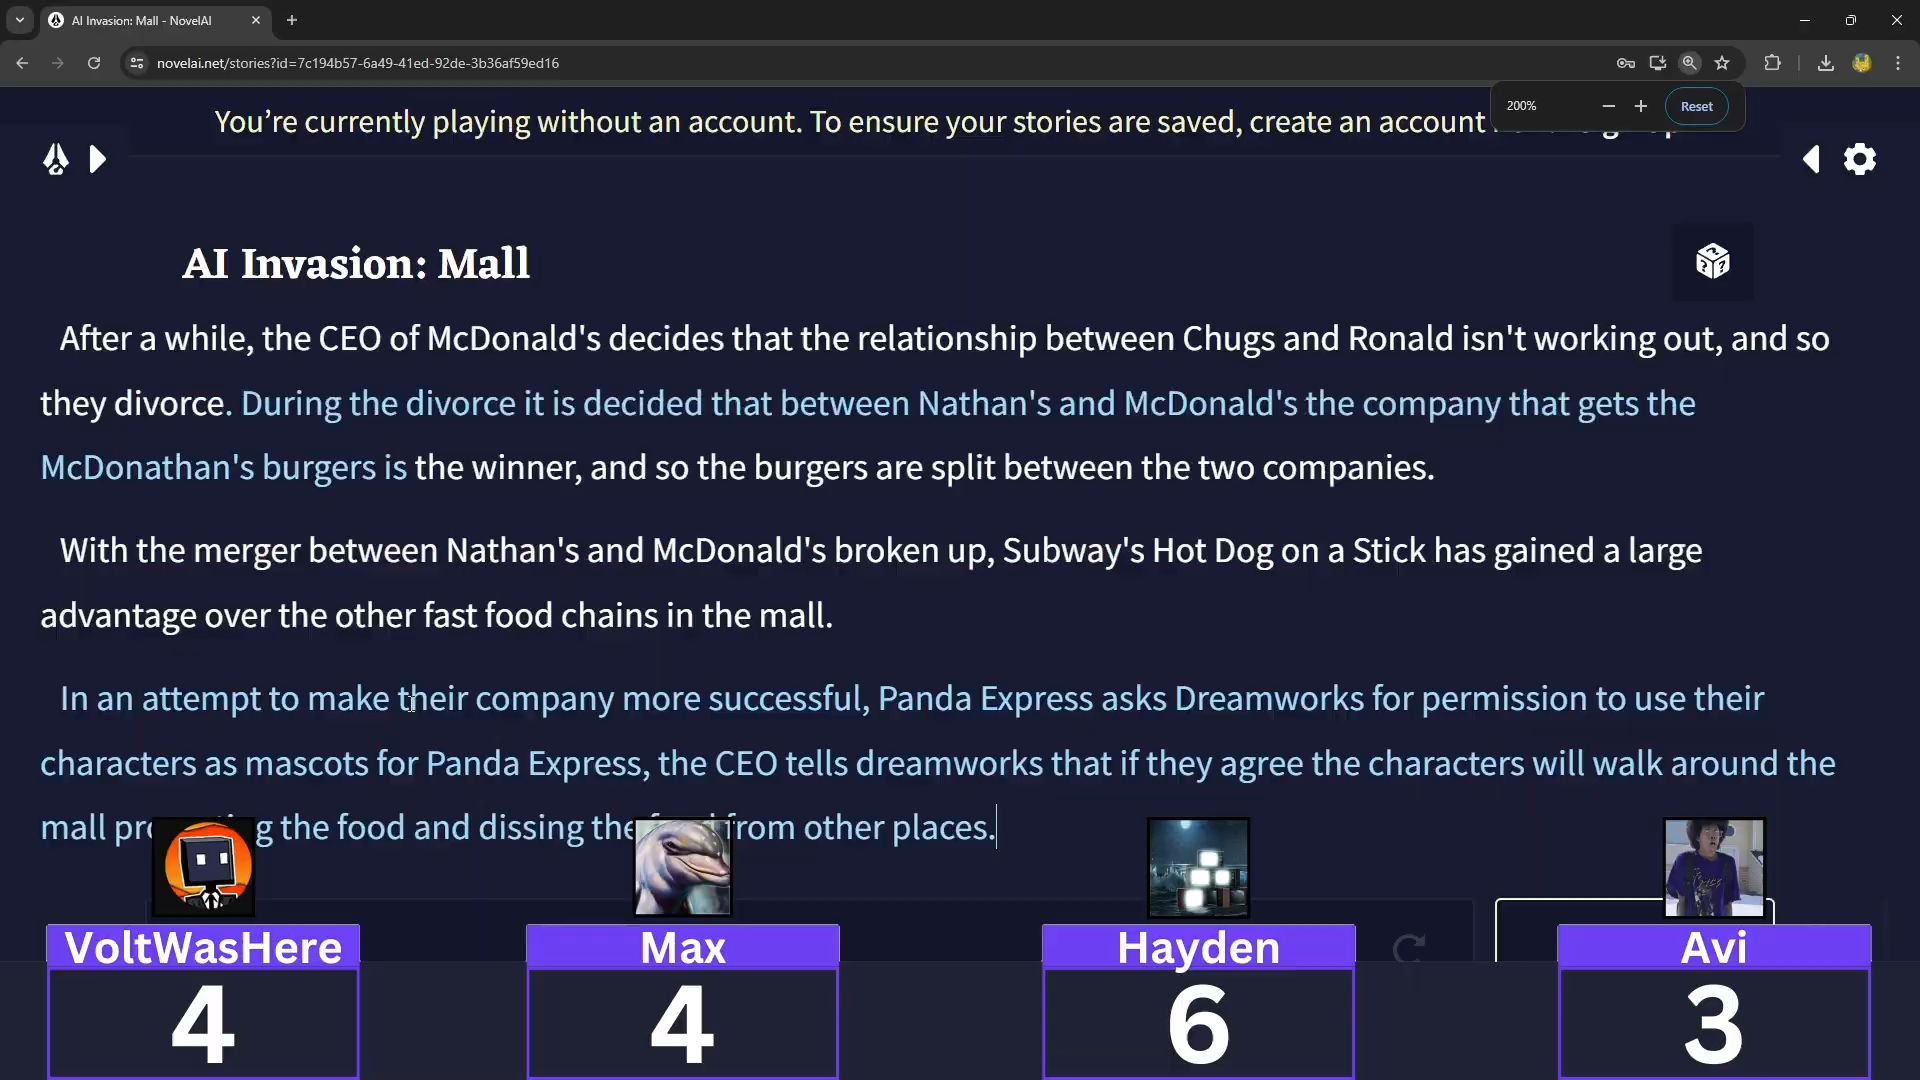 AI Invasion: Mall - NovelAI
novelai.net/stories?id=7c194b57-6a49-41ed-92de-3b36af59ed16
200%
Reset
You're currently playing without an account. To ensure your stories are saved, create an account
AI Invasion: Mall
After a while, the CEO of McDonald's decides that the relationship between Chugs and Ronald isn't working out, and so
they divorce. During the divorce it is decided that between Nathan's and McDonald's the company that gets the
McDonathan's burgers is the winner, and so the burgers are split between the two companies.
With the merger between Nathan's and McDonald's broken up, Subway's Hot Dog on a Stick has gained a large
advantage over the other fast food chains in the mall.
In an attempt to make their company more successful, Panda Express asks Dreamworks for permission to use their
characters as mascots for Panda Express, the CEO tells dreamworks that if they agree the characters will walk around the
mall the food and dissing the from other places.
VoltWasHere
Max
Hayden
Avi
4
4
6
3